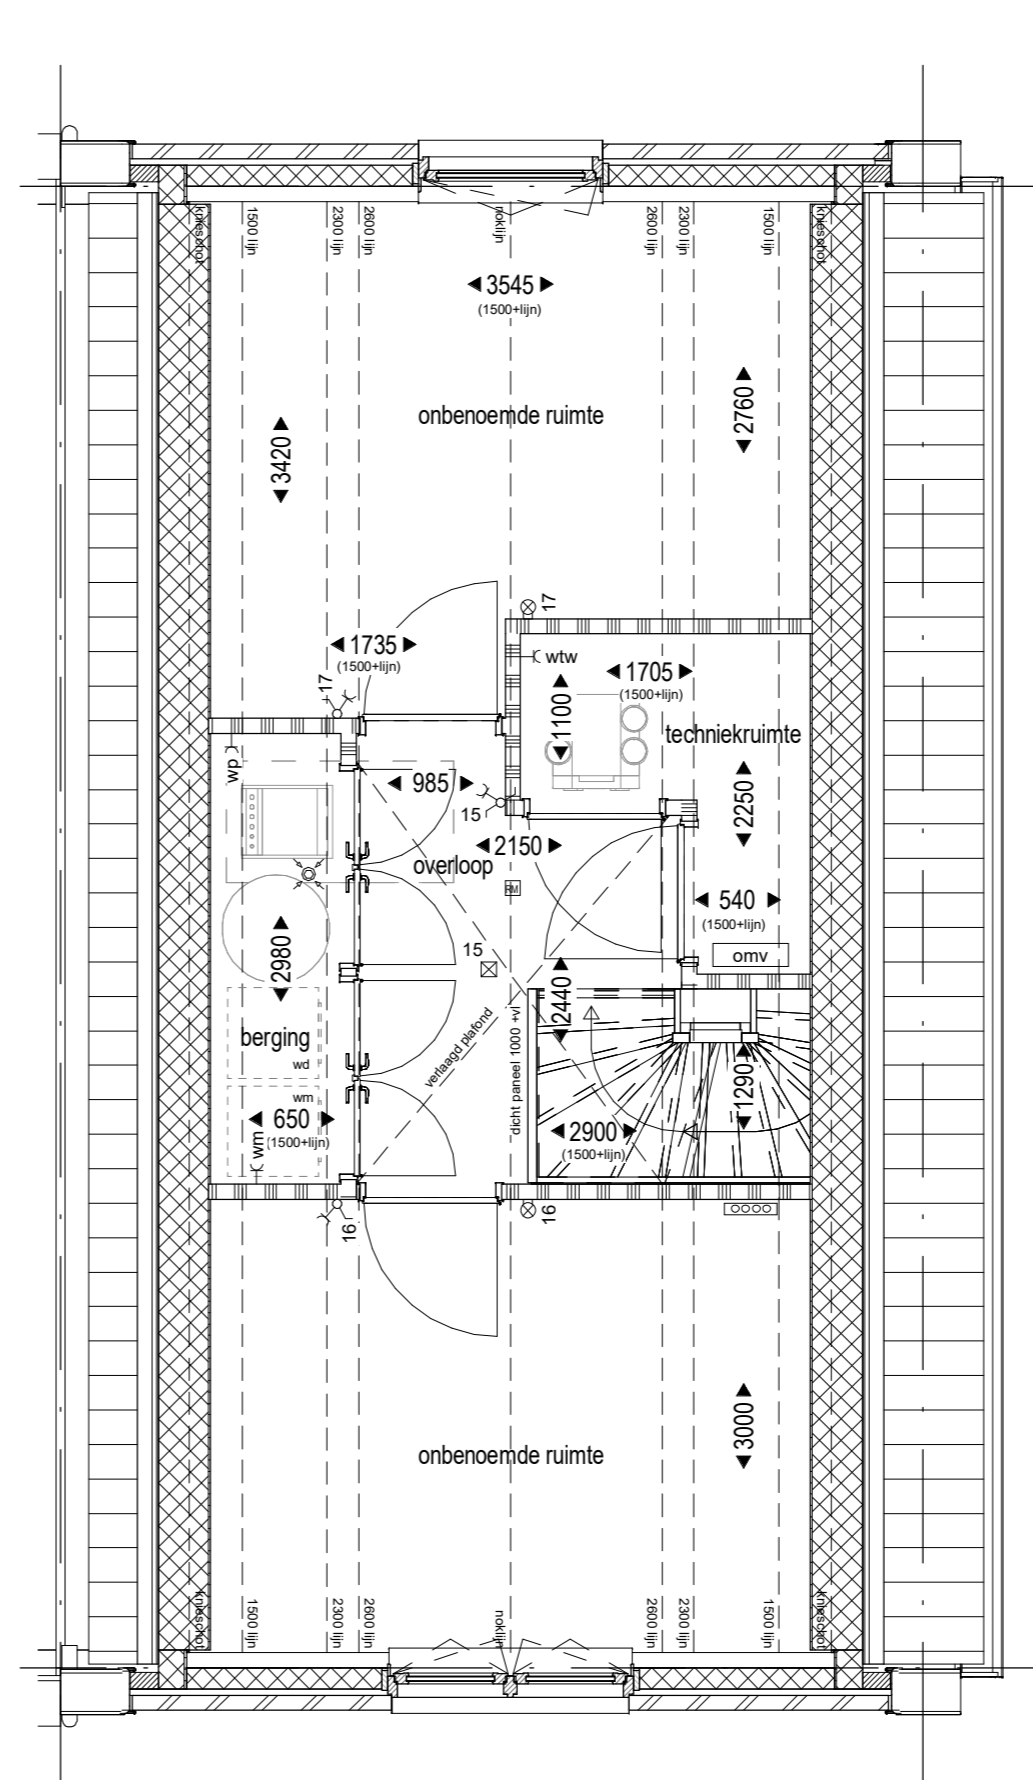 knieschot
1500 lijn
2300 lijn
2600 lijn
noklijn
2600 lijn
2300 lijn
1500 lijn
knieschot
3545
(1500+lijn)
onbenoemde ruimte
2760
3420
17
1735
(1500+lijn)
17
wtw
1705
(1500+lijn)
1100
techniekruimte
wp
985
15
2250
2150
overloop
RM
540
(1500+lijn)
omv
15
2980
2440
berging
wd
verlaagd plafond
dicht paneel 1000 +vl
wm
1290
650
(1500+lijn)
wm
2900
(1500+lijn)
16
16
3000
onbenoemde ruimte
knieschot
1500 lijn
2300 lijn
2600 lijn
noklijn
2600 lijn
2300 lijn
1500 lijn
knieschot